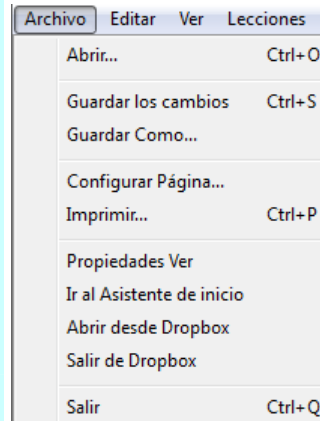 Archivo Editar Ver Lecciones
Abrir... Ctrl+O
Guardar los cambios Ctrl+S
Guardar Como...
Configurar Página...
Imprimir... Ctrl+P
Propiedades Ver
Ir al Asistente de inicio
Abrir desde Dropbox
Salir de Dropbox
Salir Ctrl+Q